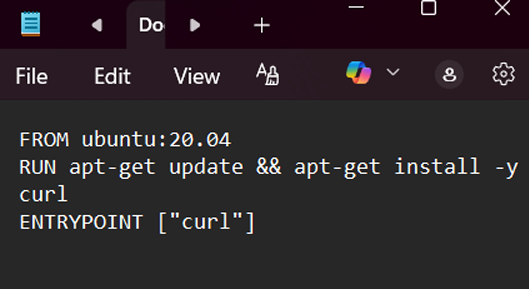 Do
File Edit View
FROM ubuntu:20.04
RUN apt-get update && apt-get install -y
curl
ENTRYPOINT ["curl"]